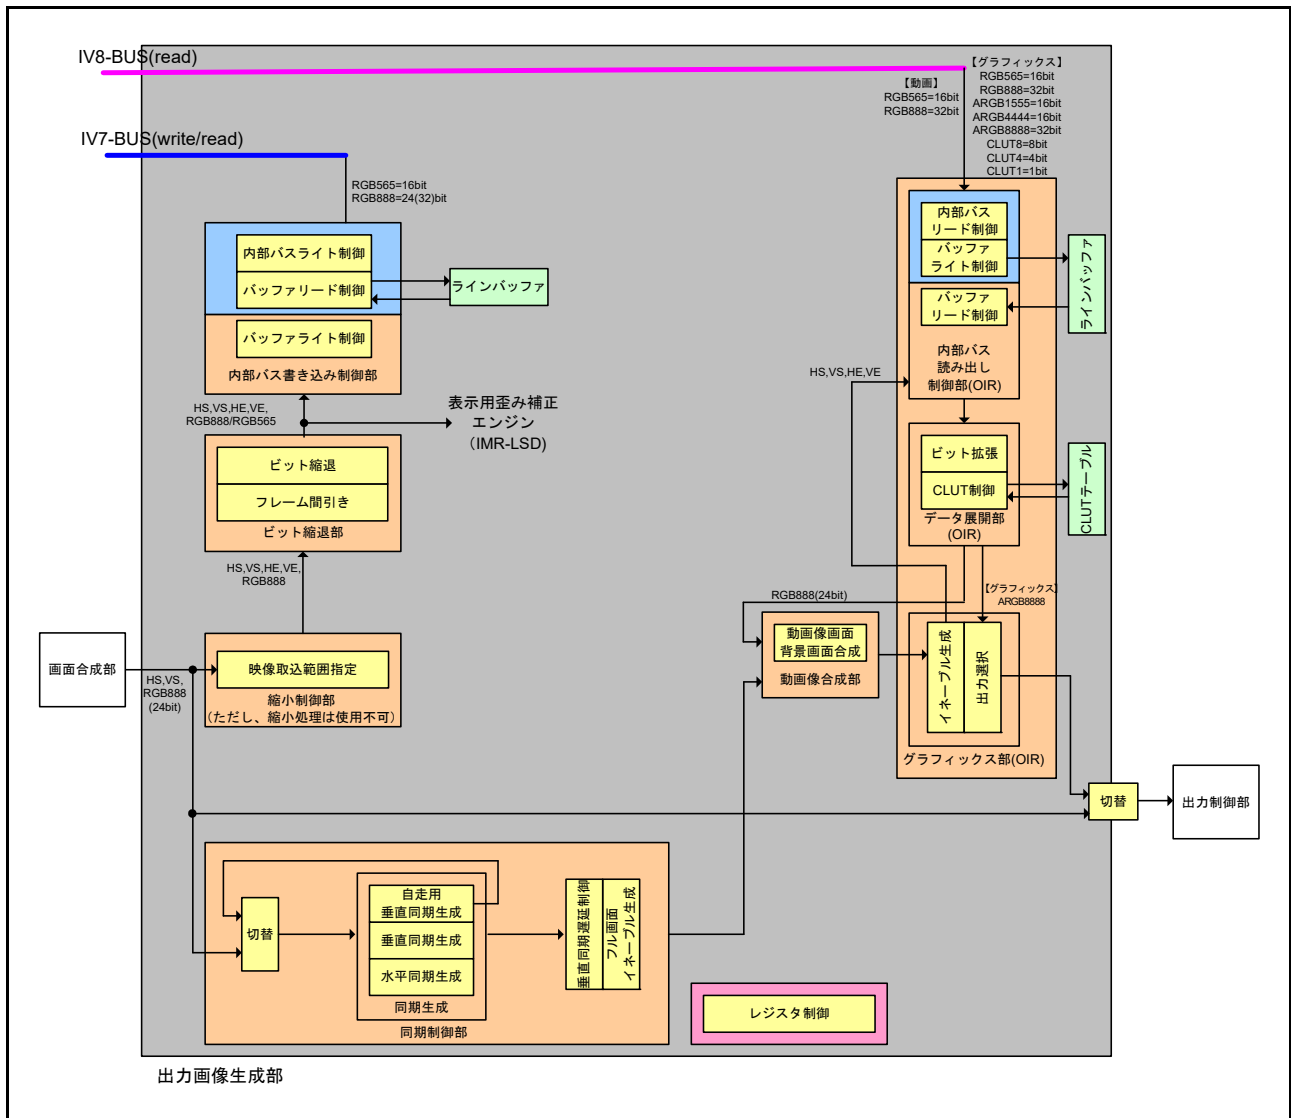 IV8-BUS(read)
IV7-BUS(write/read)
【動画】
RGB565=16bit
RGB888=32bit
【グラフィックス】
RGB565=16bit
RGB888=32bit
ARGB1555=16bit
ARGB4444=16bit
ARGB8888=32bit
CLUT8=8bit
CLUT4=4bit
CLUT1=1bit
RGB565=16bit
RGB888=24(32)bit
内部バスライト制御
バッファリード制御
バッファライト制御
内部バス書き込み制御部
ラインバッファ
HS,VS,HE,VE,
RGB888/RGB565
表示用歪み補正
エンジン
（IMR-LSD)
ビット縮退
フレーム間引き
ビット縮退部
HS,VS,HE,VE,
RGB888
画面合成部
HS,VS,
RGB888
(24bit)
映像取込範囲指定
縮小制御部
（ただし、縮小処理は使用不可）
内部バス
リード制御
バッファ
ライト制御
バッファ
リード制御
内部バス
読み出し
制御部(OIR)
ラインバッファ
HS,VS,HE,VE
ビット拡張
CLUT制御
データ展開部
(OIR)
CLUTテーブル
RGB888(24bit)
【グラフィックス】
ARGB8888
動画像画面
背景画面合成
動画像合成部
イネーブル生成
出力選択
グラフィックス部(OIR)
切替
出力制御部
切替
自走用
垂直同期生成
垂直同期生成
水平同期生成
同期生成
垂直同期遅延制御
フル画面
イネーブル生成
同期制御部
レジスタ制御
出力画像生成部